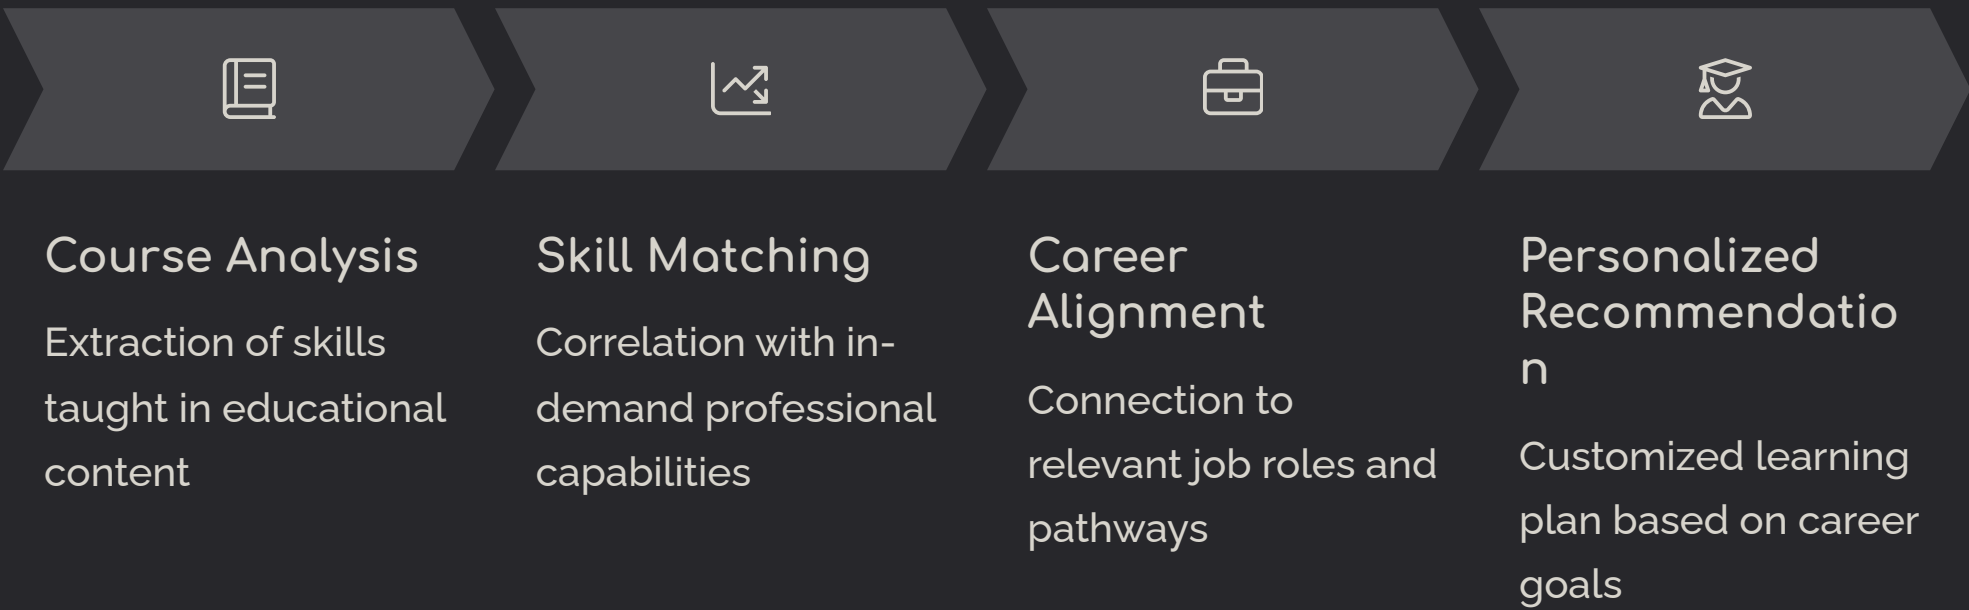 Course Analysis
Extraction of skills
taught in educational
content
Skill Matching
Correlation with in-
demand professional
capabilities
Career
Alignment
Connection to
relevant job roles and
pathways
Personalized
Recommendatio
n
Customized learning
plan based on career
goals